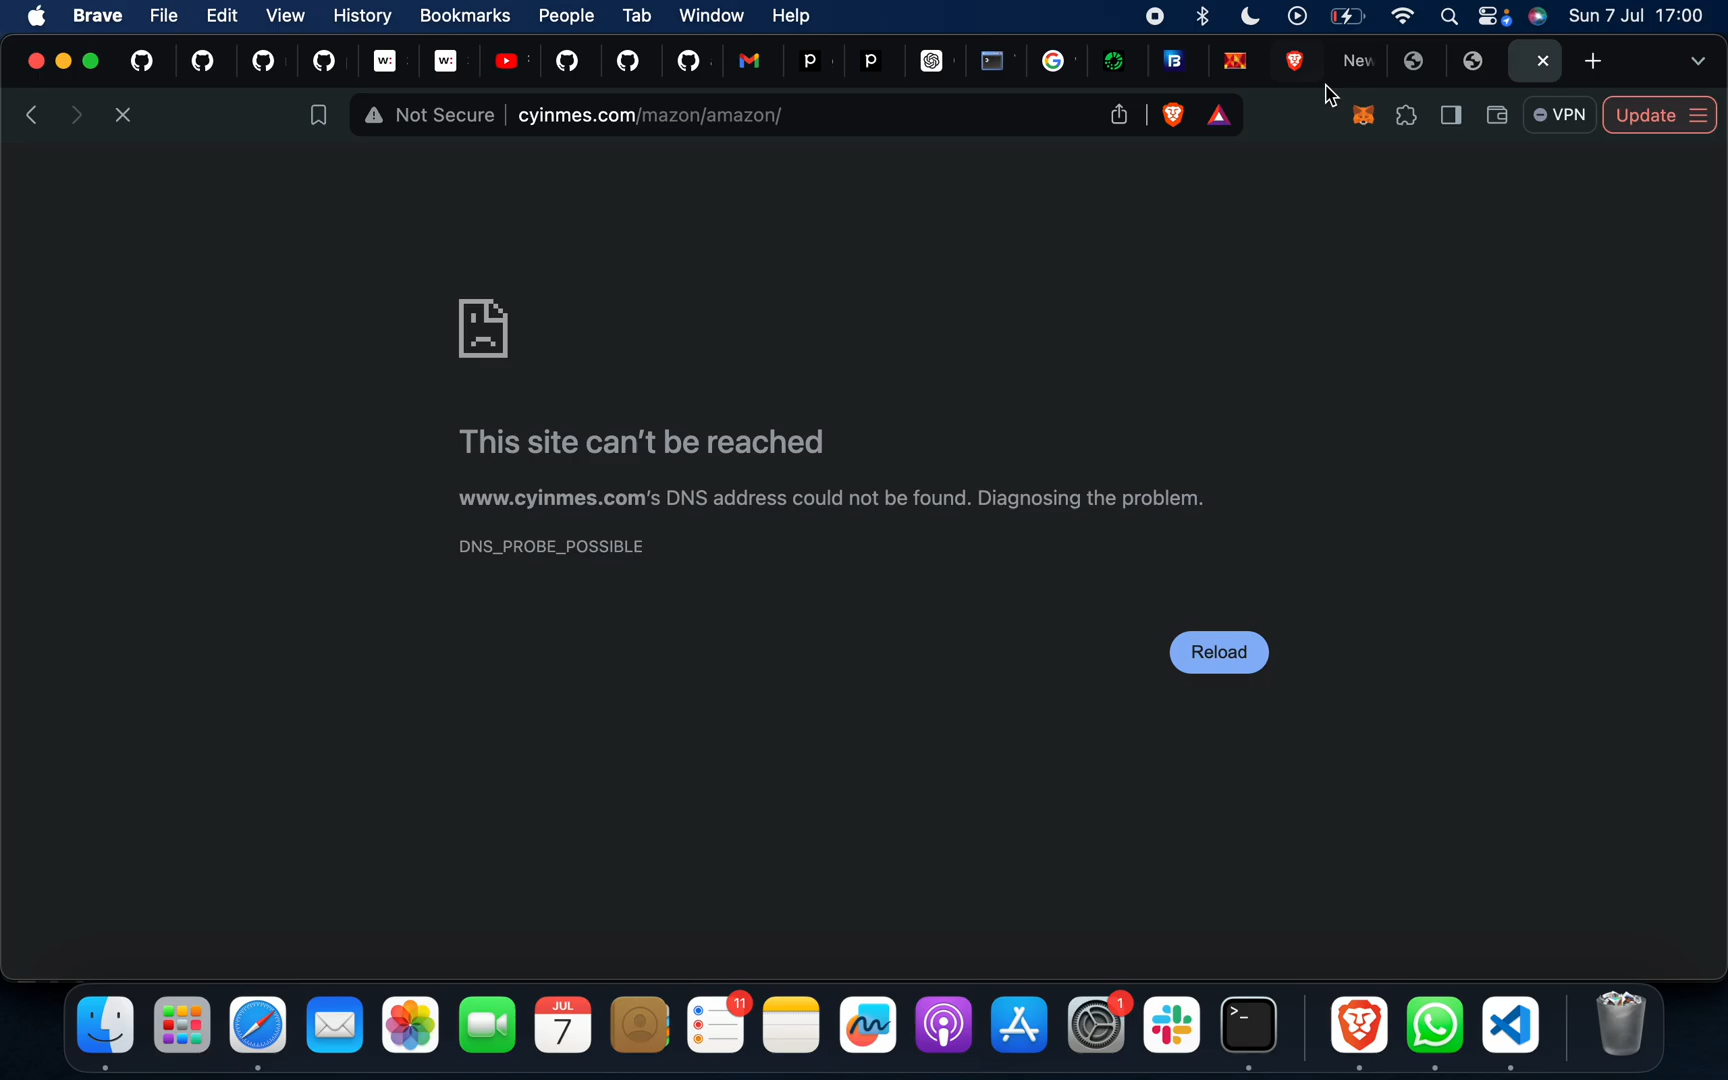 Brave File Edit View History Bookmarks People Tab Window Help Sun 7 Jul 17:00
w: w: p p B New
Not Secure cyinmes.com/mazon/amazon/ VPN Update
This site can't be reached
www.cyinmes.com's DNS address could not be found. Diagnosing the problem.
DNS_PROBE_POSSIBLE
Reload
JUL
7
11
1
>_